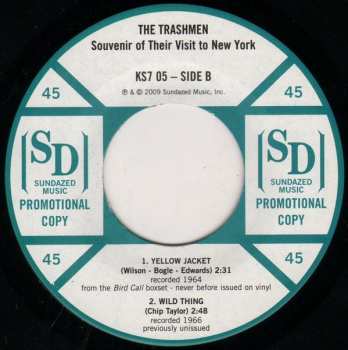 THE TRASHMEN
Souvenir of Their Visit to New York
KS7 05 – SIDE B
℗ & © 2009 Sundazed Music, Inc.
45
45
SD
SUNDAZED
MUSIC
PROMOTIONAL
COPY
SD
SUNDAZED
MUSIC
PROMOTIONAL
COPY
45
45
1. YELLOW JACKET
(Wilson - Bogle - Edwards) 2:31
recorded 1964
from the Bird Call boxset - never before issued on vinyl
2. WILD THING
(Chip Taylor) 2:48
recorded 1966
previously unissued